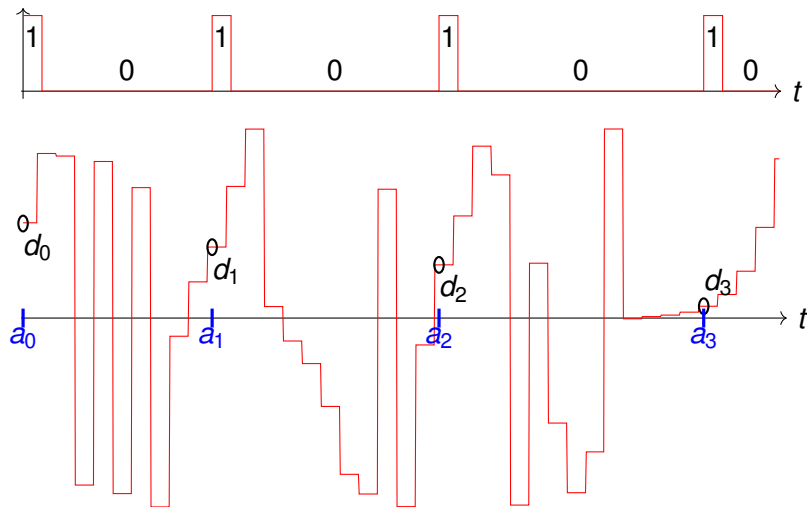 1 1 1 1
0 0 0 0
t
d₀ d₁ d₂ d₃
t
a₀ a₁ a₂ a₃